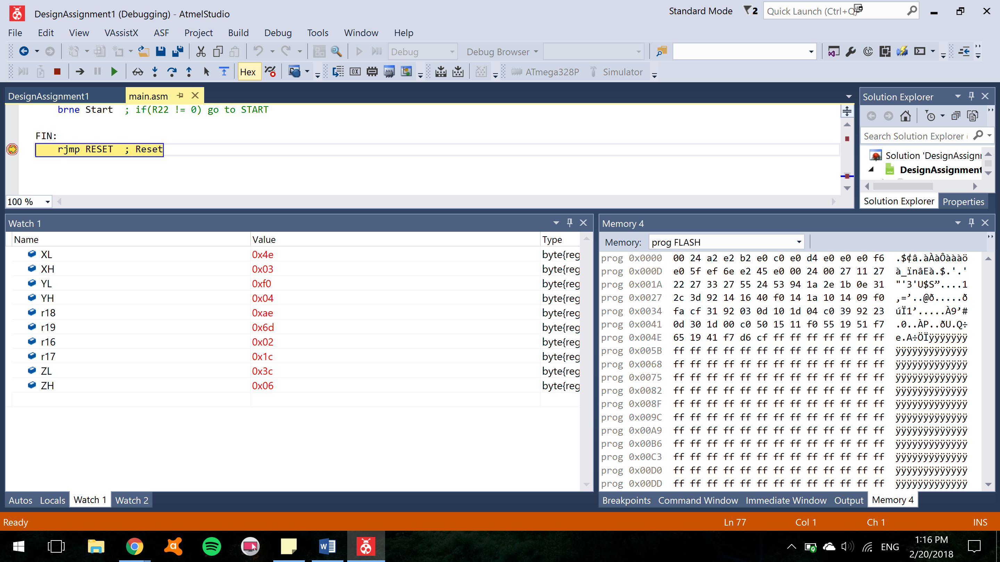 DesignAssignment1 (Debugging) - AtmelStudio
Standard Mode
2
Quick Launch (Ctrl+Q)
File Edit View VAssistX ASF Project Build Debug Tools Window Help
Debug
Debug Browser
Hex
ATmega328P
Simulator
DesignAssignment1
main.asm
brne Start ; if(R22 != 0) go to START
FIN:
rjmp RESET ; Reset
100 %
Solution Explorer
Search Solution Explorer
Solution 'DesignAssignr
DesignAssignment
Solution Explorer Properties
Watch 1
Name Value Type
XL 0x4e byte{reg
XH 0x03 byte{reg
YL 0xf0 byte{reg
YH 0x04 byte{reg
r18 0xae byte{reg
r19 0x6d byte{reg
r16 0x02 byte{reg
r17 0x1c byte{reg
ZL 0x3c byte{reg
ZH 0x06 byte{reg
Autos Locals Watch 1 Watch 2
Memory 4
Memory: prog FLASH
prog 0x0000 00 24 a2 e2 b2 e0 c0 e0 d4 e0 e0 e0 f6 .$¢â.àÀàÔàààö
prog 0x000D e0 5f ef 6e e2 45 e0 00 24 00 27 11 27 à_ïnâEà.$.'.'
prog 0x001A 22 27 33 27 55 24 53 94 1a 2e 1b 0e 31 "'3'U$S”....1
prog 0x0027 2c 3d 92 14 16 40 f0 14 1a 10 14 09 f0 ,=’..@ð.....ð
prog 0x0034 fa cf 31 92 03 0d 10 1d 04 c0 39 92 23 úÏ1’.....À9’#
prog 0x0041 0d 30 1d 00 c0 50 15 11 f0 55 19 51 f7 .0..ÀP..ðU.Q÷
prog 0x004E 65 19 41 f7 d6 cf ff ff ff ff ff ff ff e.A÷ÖÏÿÿÿÿÿÿÿ
prog 0x005B ff ff ff ff ff ff ff ff ff ff ff ff ff ÿÿÿÿÿÿÿÿÿÿÿÿÿ
prog 0x0068 ff ff ff ff ff ff ff ff ff ff ff ff ff ÿÿÿÿÿÿÿÿÿÿÿÿÿ
prog 0x0075 ff ff ff ff ff ff ff ff ff ff ff ff ff ÿÿÿÿÿÿÿÿÿÿÿÿÿ
prog 0x0082 ff ff ff ff ff ff ff ff ff ff ff ff ff ÿÿÿÿÿÿÿÿÿÿÿÿÿ
prog 0x008F ff ff ff ff ff ff ff ff ff ff ff ff ff ÿÿÿÿÿÿÿÿÿÿÿÿÿ
prog 0x009C ff ff ff ff ff ff ff ff ff ff ff ff ff ÿÿÿÿÿÿÿÿÿÿÿÿÿ
prog 0x00A9 ff ff ff ff ff ff ff ff ff ff ff ff ff ÿÿÿÿÿÿÿÿÿÿÿÿÿ
prog 0x00B6 ff ff ff ff ff ff ff ff ff ff ff ff ff ÿÿÿÿÿÿÿÿÿÿÿÿÿ
prog 0x00C3 ff ff ff ff ff ff ff ff ff ff ff ff ff ÿÿÿÿÿÿÿÿÿÿÿÿÿ
prog 0x00D0 ff ff ff ff ff ff ff ff ff ff ff ff ff ÿÿÿÿÿÿÿÿÿÿÿÿÿ
prog 0x00DD ff ff ff ff ff ff ff ff ff ff ff ff ff ÿÿÿÿÿÿÿÿÿÿÿÿÿ
Breakpoints Command Window Immediate Window Output Memory 4
Ready
Ln 77
Col 1
Ch 1
INS
ENG
1:16 PM
2/20/2018